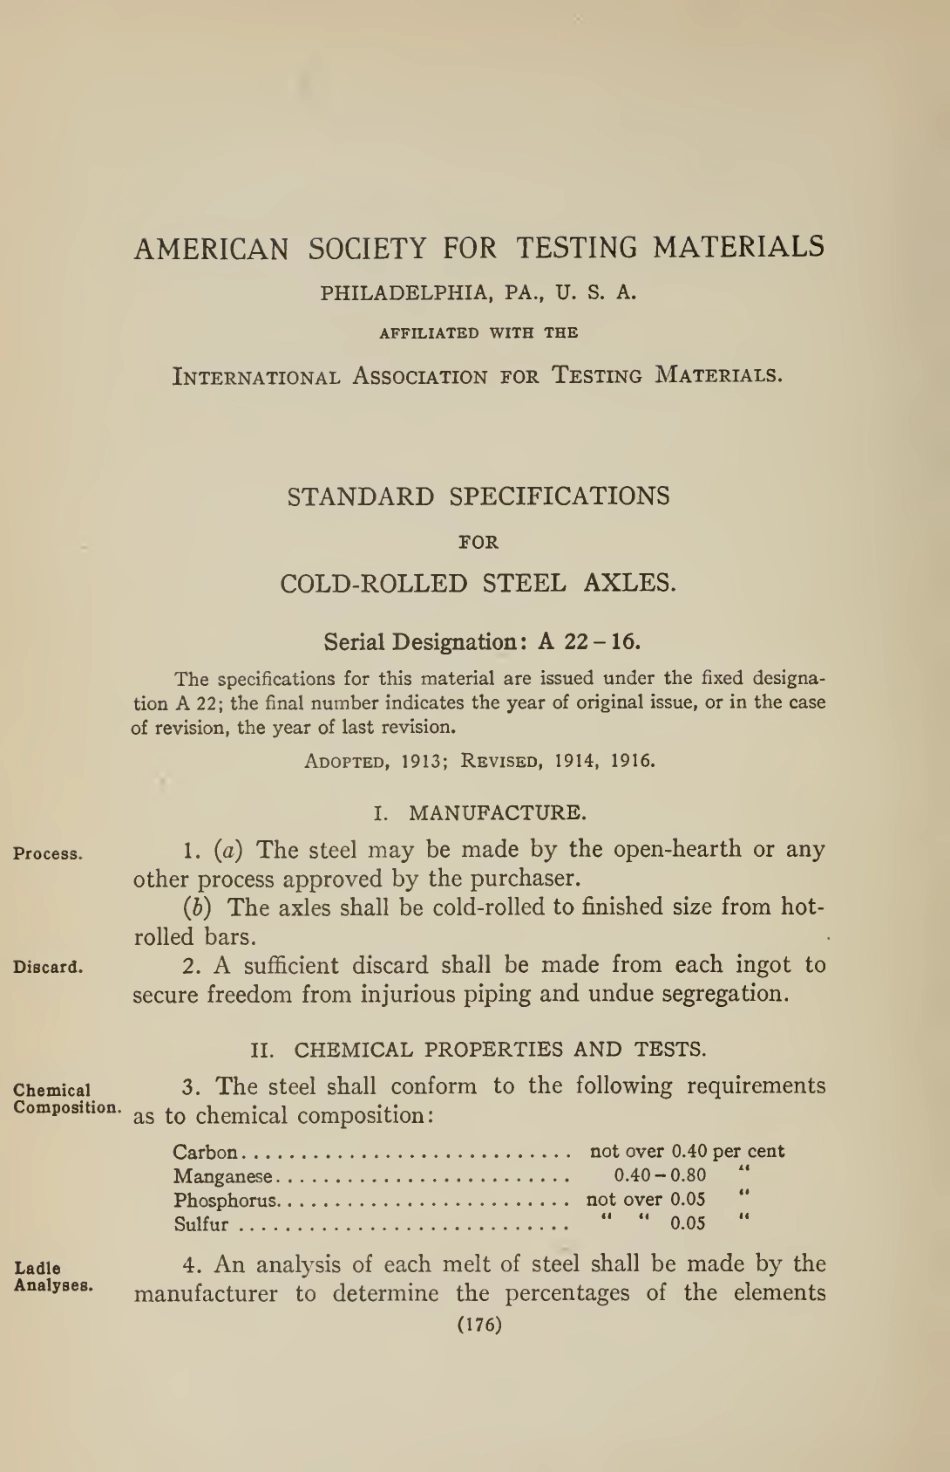 AMERICAN SOCIETY FOR TESTING MATERIALS
PHILADELPHIA, PA., U. S. A.
AFFILIATED WITH THE
INTERNATIONAL ASSOCIATION FOR TESTING MATERIALS.
STANDARD SPECIFICATIONS
FOR
COLD-ROLLED STEEL AXLES.
Serial Designation: A 22 – 16.
The specifications for this material are issued under the fixed designa-
tion A 22; the final number indicates the year of original issue, or in the case
of revision, the year of last revision.
ADOPTED, 1913; REVISED, 1914, 1916.
I. MANUFACTURE.
Process. 1. (a) The steel may be made by the open-hearth or any
other process approved by the purchaser.
(b) The axles shall be cold-rolled to finished size from hot-
rolled bars.
Discard. 2. A sufficient discard shall be made from each ingot to
secure freedom from injurious piping and undue segregation.
II. CHEMICAL PROPERTIES AND TESTS.
Chemical 3. The steel shall conform to the following requirements
Composition. as to chemical composition:
Carbon............................ not over 0.40 per cent
Manganese......................... 0.40 – 0.80 “
Phosphorus......................... not over 0.05 “
Sulfur ............................ “ “ 0.05 “
Ladle 4. An analysis of each melt of steel shall be made by the
Analyses. manufacturer to determine the percentages of the elements
(176)